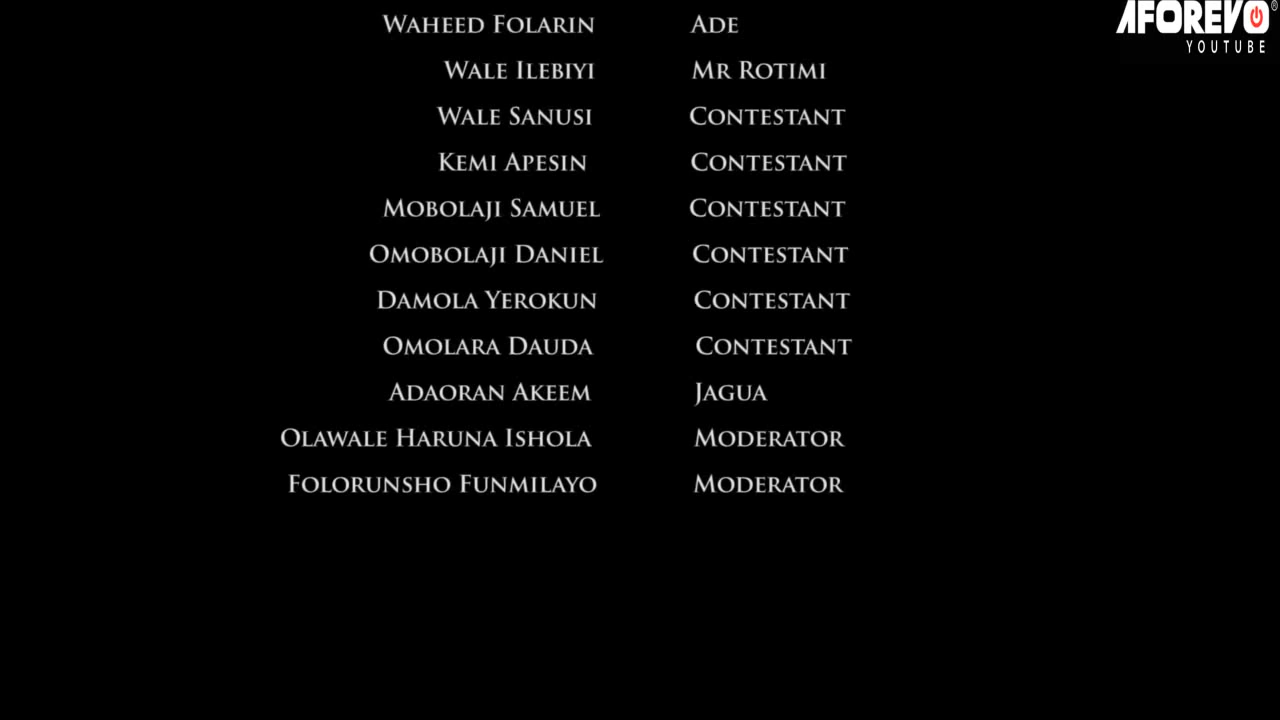 WAHEED FOLARIN ADE
WALE ILEBIYI MR ROTIMI
WALE SANUSI CONTESTANT
KEMI APESIN CONTESTANT
MOBOLAJI SAMUEL CONTESTANT
OMOBOLAJI DANIEL CONTESTANT
DAMOLA YEROKUN CONTESTANT
OMOLARA DAUDA CONTESTANT
ADAORAN AKEEM JAGUA
OLAWALE HARUNA ISHOLA MODERATOR
FOLORUNSHO FUNMILAYO MODERATOR
AFOREVO®
YOUTUBE